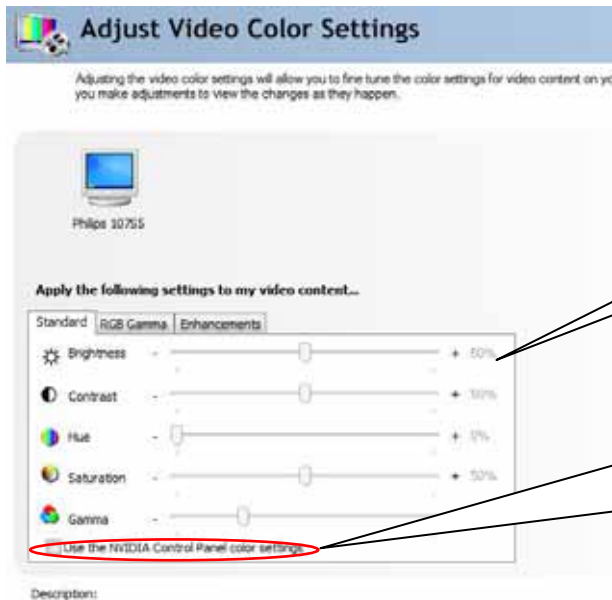 Adjust Video Color Settings
Adjusting the video color settings will allow you to fine tune the color settings for video content on yo
you make adjustments to view the changes as they happen.
Philips 107S5
Apply the following settings to my video content...
Standard RGB Gamma Enhancements
Brightness - + 50%
Contrast - + 50%
Hue - + 0%
Saturation - + 50%
Gamma -
Use the NVIDIA Control Panel color settings.
Description: